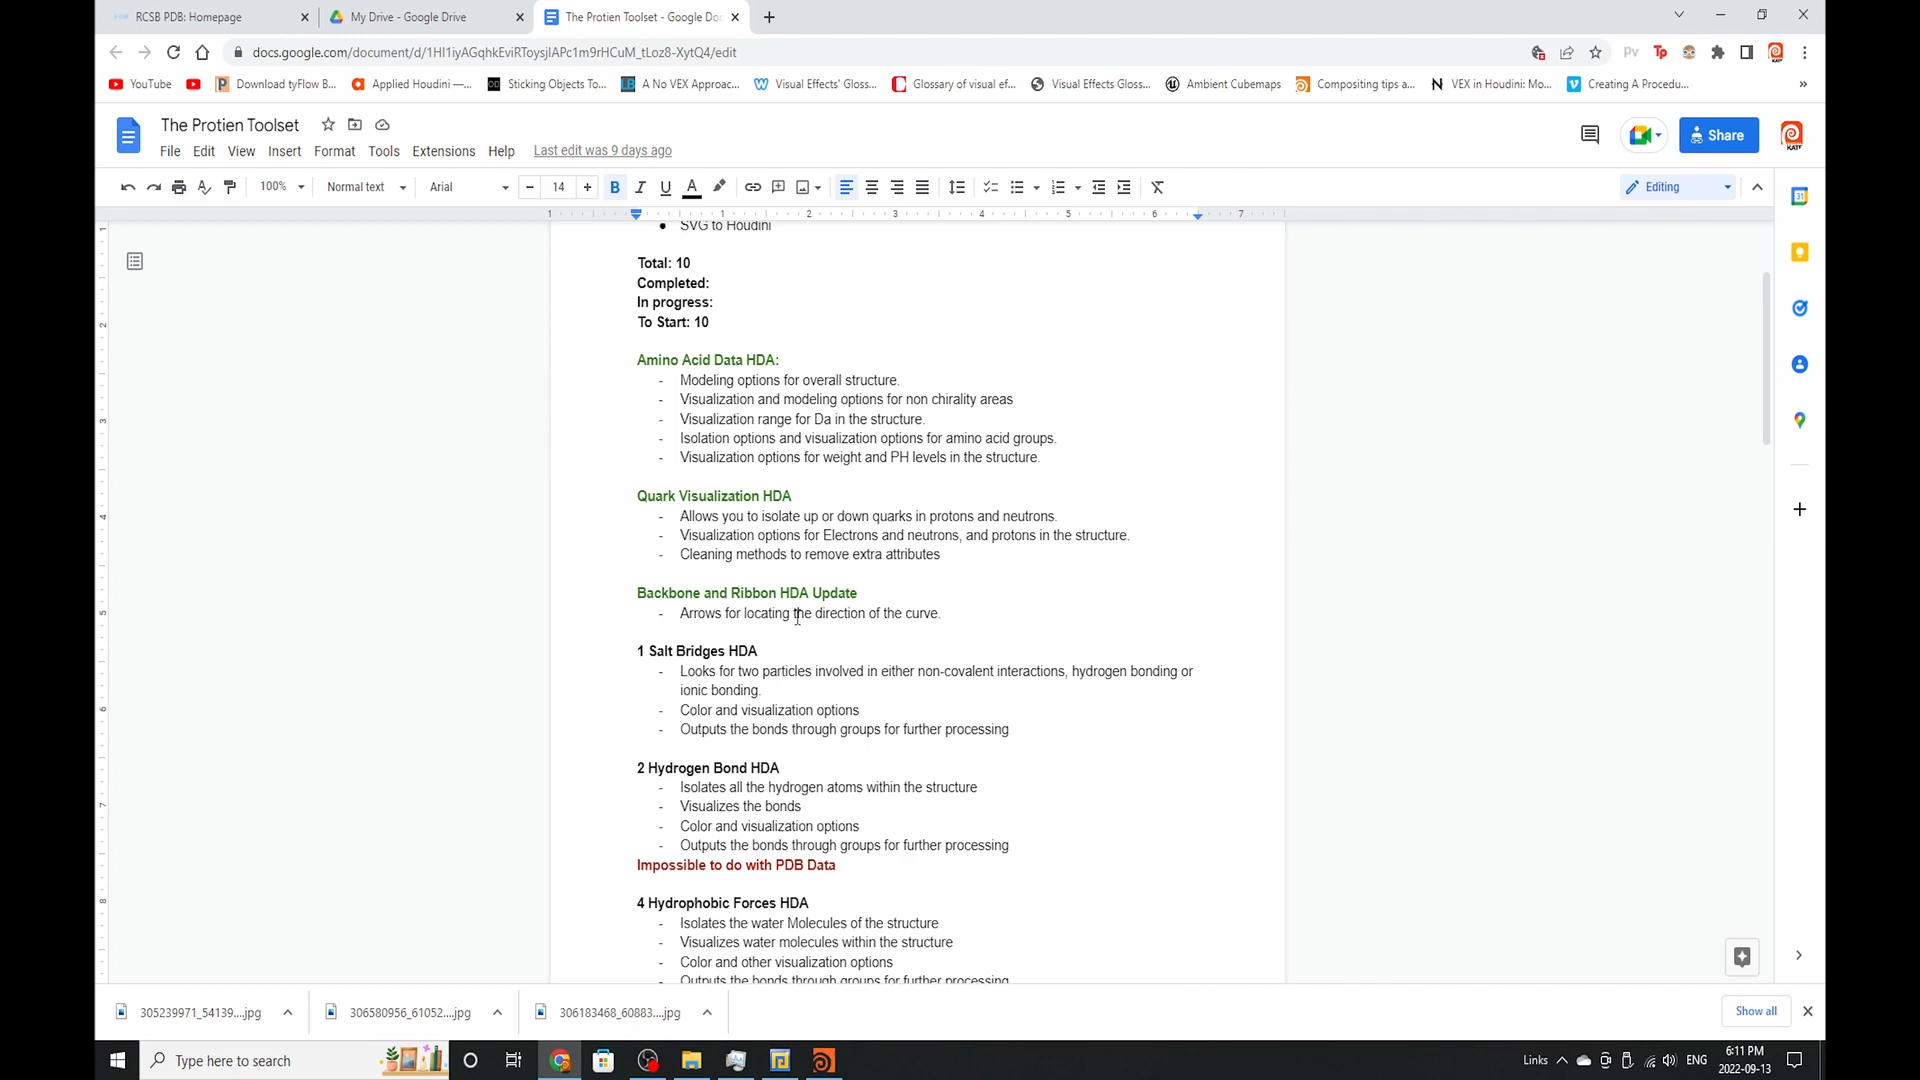 RCSB PDB: Homepage
My Drive - Google Drive
The Protien Toolset - Google Doc
docs.google.com/document/d/1HI1iyAGqhkEviRToysjIAPc1m9rHCuM_tLoz8-XytQ4/edit
YouTube
Download tyFlow B...
Applied Houdini —...
Sticking Objects To...
A No VEX Approac...
Visual Effects' Gloss...
Glossary of visual ef...
Visual Effects Gloss...
Ambient Cubemaps
Compositing tips a...
VEX in Houdini: Mo...
Creating A Procedu...
»
The Protien Toolset
Share
File Edit View Insert Format Tools Extensions Help Last edit was 9 days ago
100% Normal text Arial 14 B I U A Editing
SVG to Houdini
Total: 10
Completed:
In progress:
To Start: 10
Amino Acid Data HDA:
- Modeling options for overall structure.
- Visualization and modeling options for non chirality areas
- Visualization range for Da in the structure.
- Isolation options and visualization options for amino acid groups.
- Visualization options for weight and PH levels in the structure.
Quark Visualization HDA
- Allows you to isolate up or down quarks in protons and neutrons.
- Visualization options for Electrons and neutrons, and protons in the structure.
- Cleaning methods to remove extra attributes
Backbone and Ribbon HDA Update
- Arrows for locating the direction of the curve.
1 Salt Bridges HDA
- Looks for two particles involved in either non-covalent interactions, hydrogen bonding or
ionic bonding.
- Color and visualization options
- Outputs the bonds through groups for further processing
2 Hydrogen Bond HDA
- Isolates all the hydrogen atoms within the structure
- Visualizes the bonds
- Color and visualization options
- Outputs the bonds through groups for further processing
Impossible to do with PDB Data
4 Hydrophobic Forces HDA
- Isolates the water Molecules of the structure
- Visualizes water molecules within the structure
- Color and other visualization options
- Outputs the bonds through groups for further processing
305239971_54139....jpg
306580956_61052....jpg
306183468_60883....jpg
Show all
Type here to search
Links
ENG
6:11 PM
2022-09-13